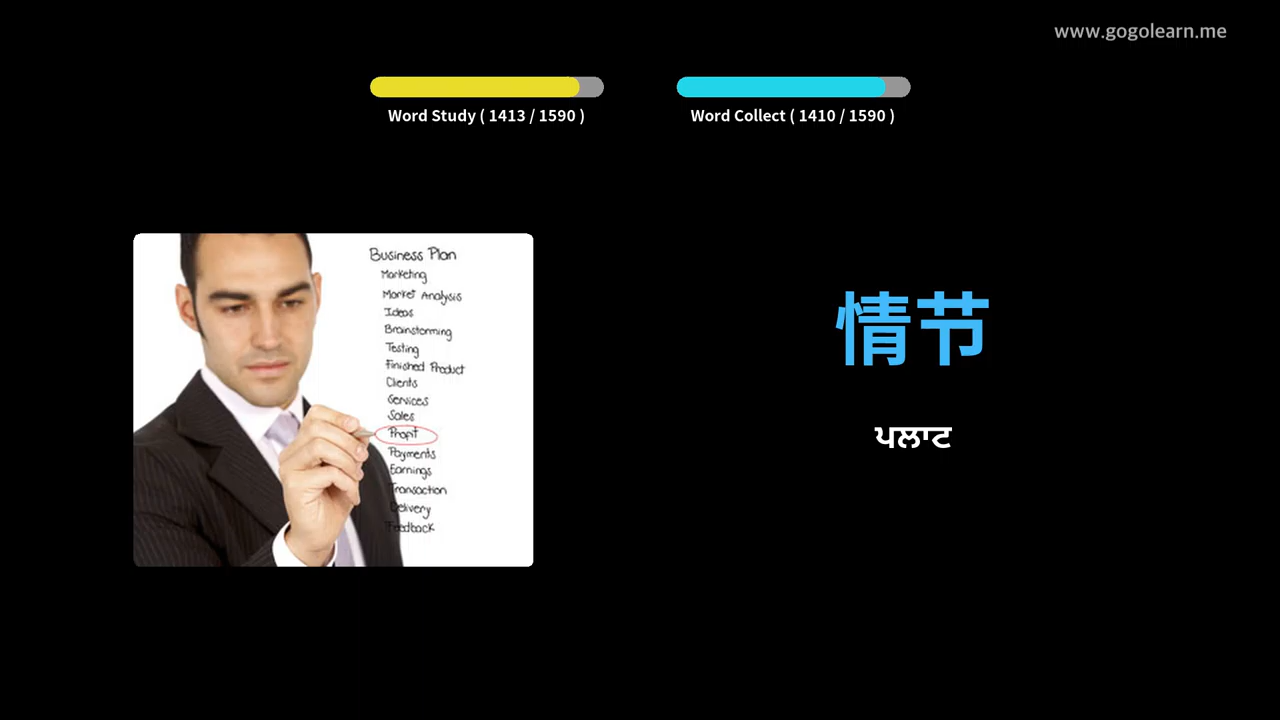 www.gogolearn.me
Word Study ( 1413 / 1590 )
Word Collect ( 1410 / 1590 )
Business Plan
Marketing
Market Analysis
Ideas
Brainstorming
Testing
Finished Product
Clients
Services
Sales
Profit
Payments
Earnings
Transaction
Delivery
Feedback
情节
ਪਲਾਟ